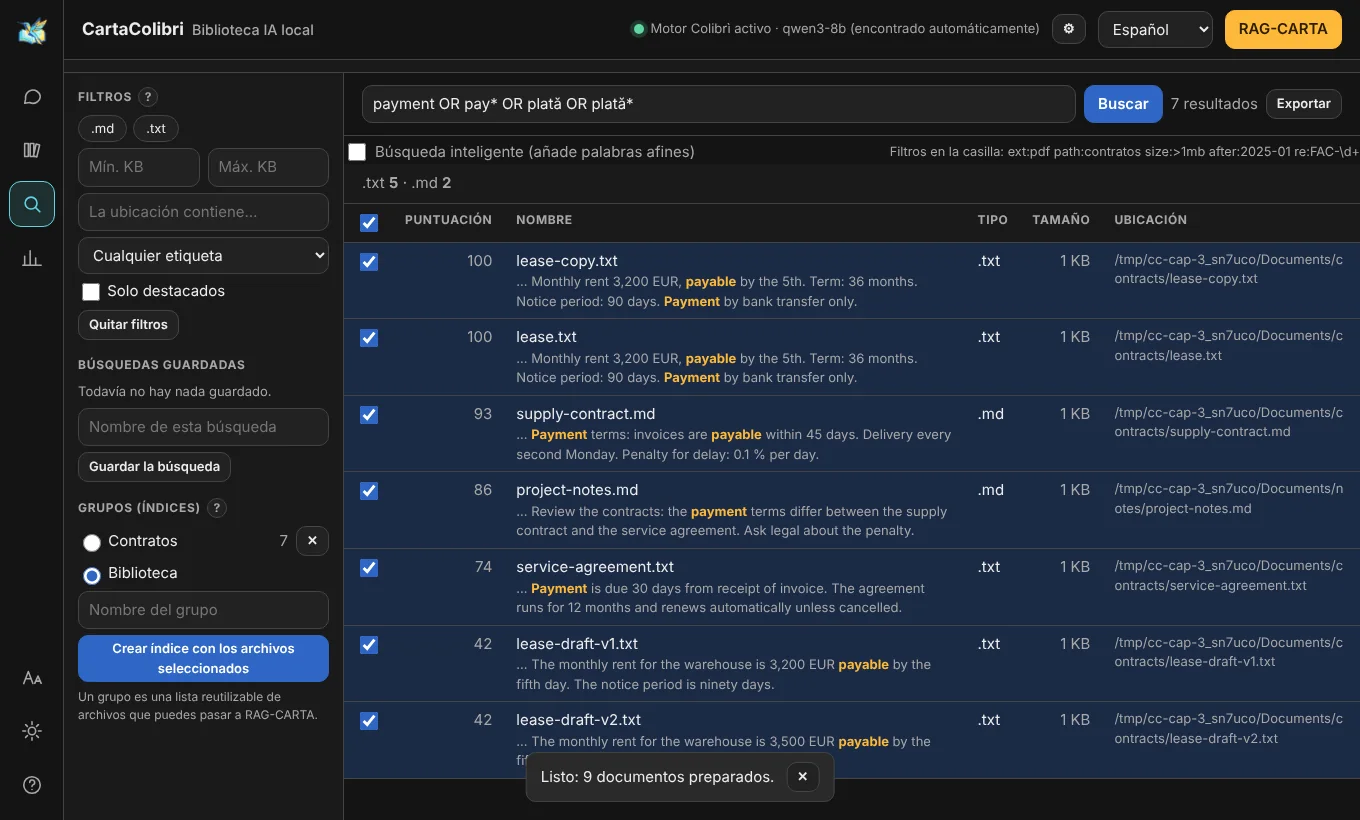 CartaColibri Biblioteca IA local
Motor Colibrì activo · qwen3-8b (encontrado automáticamente)
Español
RAG-CARTA
FILTROS ?
.md .txt
Mín. KB Máx. KB
La ubicación contiene...
Cualquier etiqueta
Solo destacados
Quitar filtros
BÚSQUEDAS GUARDADAS
Todavía no hay nada guardado.
Nombre de esta búsqueda
Guardar la búsqueda
GRUPOS (ÍNDICES) ?
Contratos 7 ×
Biblioteca
Nombre del grupo
Crear índice con los archivos
seleccionados
Un grupo es una lista reutilizable de
archivos que puedes pasar a RAG-CARTA.
AA
payment OR pay* OR plată OR plată*
Buscar 7 resultados Exportar
Búsqueda inteligente (añade palabras afines)
Filtros en la casilla: ext:pdf path:contratos size:>1mb after:2025-01 re:FAC-\d+
.txt 5 · .md 2
PUNTUACIÓN NOMBRE TIPO TAMAÑO UBICACIÓN
100 lease-copy.txt .txt 1 KB /tmp/cc-cap-3_sn7uco/Documents/c
ontracts/lease-copy.txt
... Monthly rent 3,200 EUR, payable by the 5th. Term: 36 months.
Notice period: 90 days. Payment by bank transfer only.
100 lease.txt .txt 1 KB /tmp/cc-cap-3_sn7uco/Documents/c
ontracts/lease.txt
... Monthly rent 3,200 EUR, payable by the 5th. Term: 36 months.
Notice period: 90 days. Payment by bank transfer only.
93 supply-contract.md .md 1 KB /tmp/cc-cap-3_sn7uco/Documents/c
ontracts/supply-contract.md
... Payment terms: invoices are payable within 45 days. Delivery every
second Monday. Penalty for delay: 0.1 % per day.
86 project-notes.md .md 1 KB /tmp/cc-cap-3_sn7uco/Documents/n
otes/project-notes.md
... Review the contracts: the payment terms differ between the supply
contract and the service agreement. Ask legal about the penalty.
74 service-agreement.txt .txt 1 KB /tmp/cc-cap-3_sn7uco/Documents/c
ontracts/service-agreement.txt
... Payment is due 30 days from receipt of invoice. The agreement
runs for 12 months and renews automatically unless cancelled.
42 lease-draft-v1.txt .txt 1 KB /tmp/cc-cap-3_sn7uco/Documents/c
ontracts/lease-draft-v1.txt
... The monthly rent for the warehouse is 3,200 EUR payable by the
fifth day. The notice period is ninety days.
42 lease-draft-v2.txt .txt 1 KB /tmp/cc-cap-3_sn7uco/Documents/c
ontracts/lease-draft-v2.txt
... The monthly rent for the warehouse is 3,500 EUR payable by the
Listo: 9 documentos preparados. ×